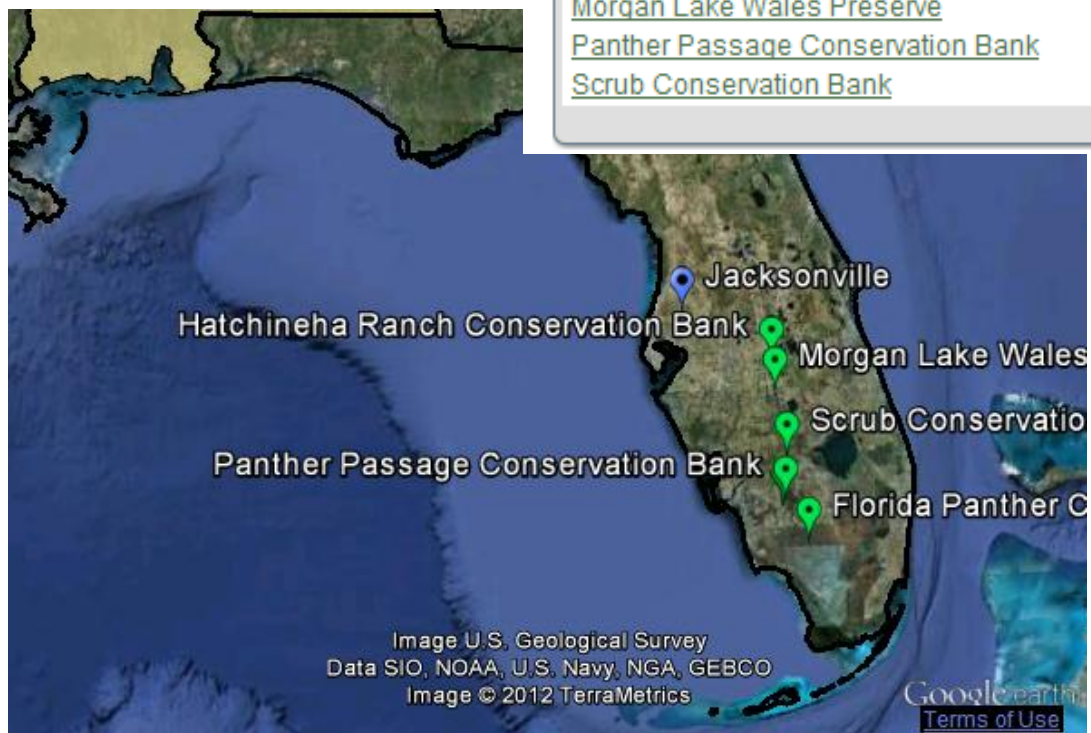 Morgan Lake Wales Preserve
Panther Passage Conservation Bank
Scrub Conservation Bank
Jacksonville
Hatchineha Ranch Conservation Bank
Morgan Lake Wales
Scrub Conservatio
Panther Passage Conservation Bank
Florida Panther C
Image U.S. Geological Survey
Data SIO, NOAA, U.S. Navy, NGA, GEBCO
Image © 2012 TerraMetrics
Google earth
Terms of Use